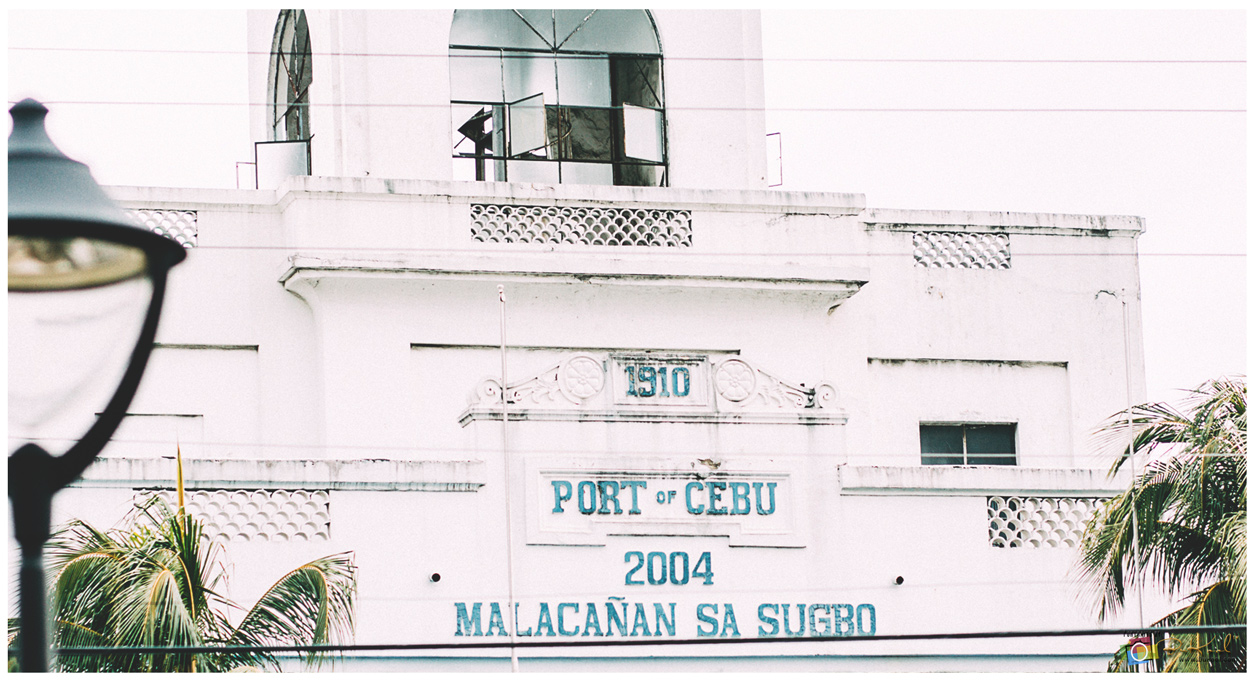 1910
PORT OF CEBU
2004
MALACAÑAN SA SUGBO